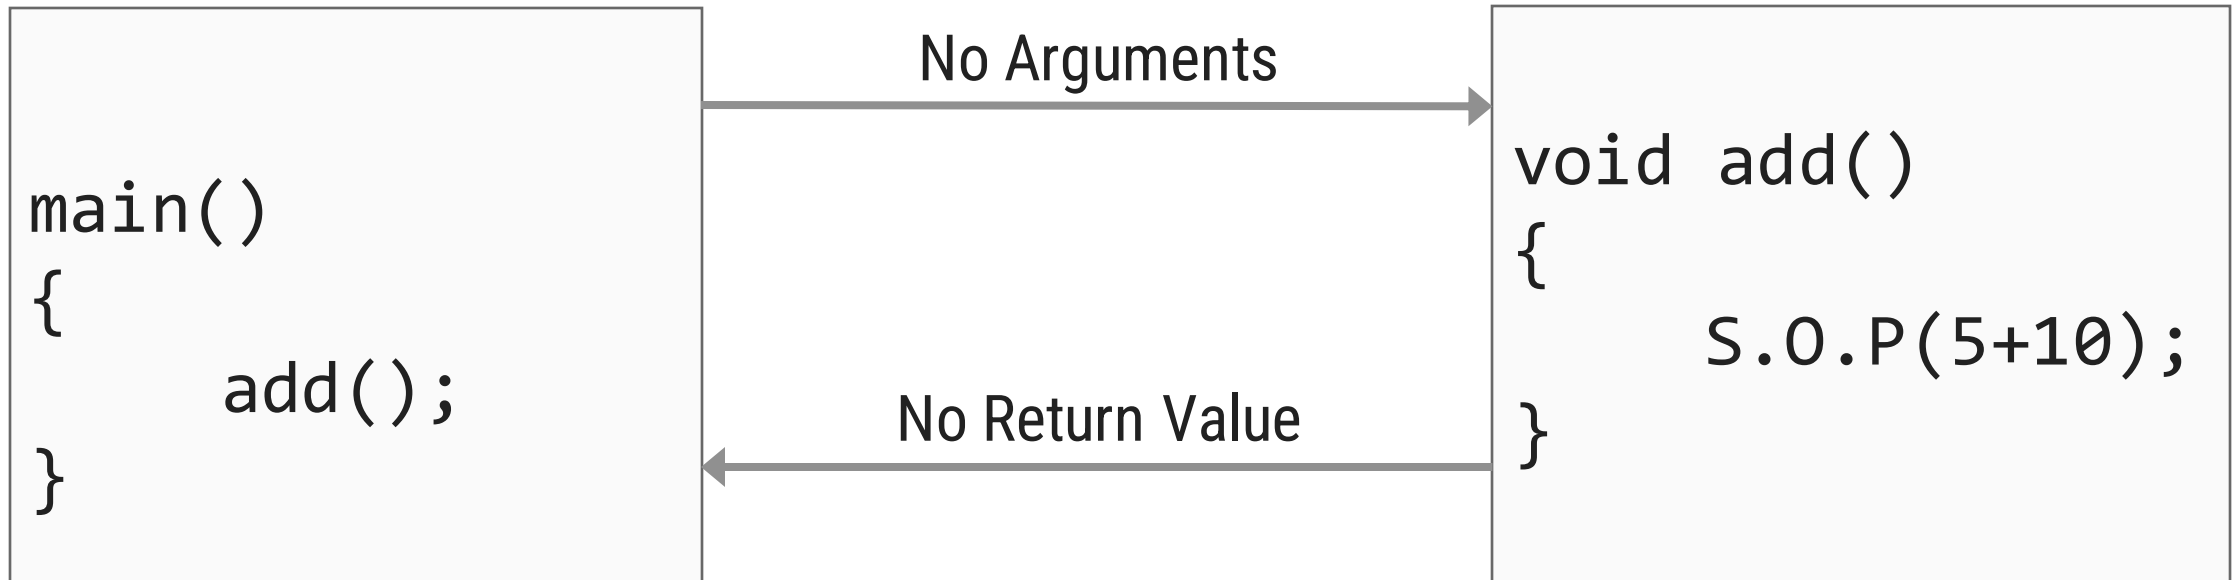 main()
{
add();
}
No Arguments
No Return Value
void add()
{
S.O.P(5+10);
}